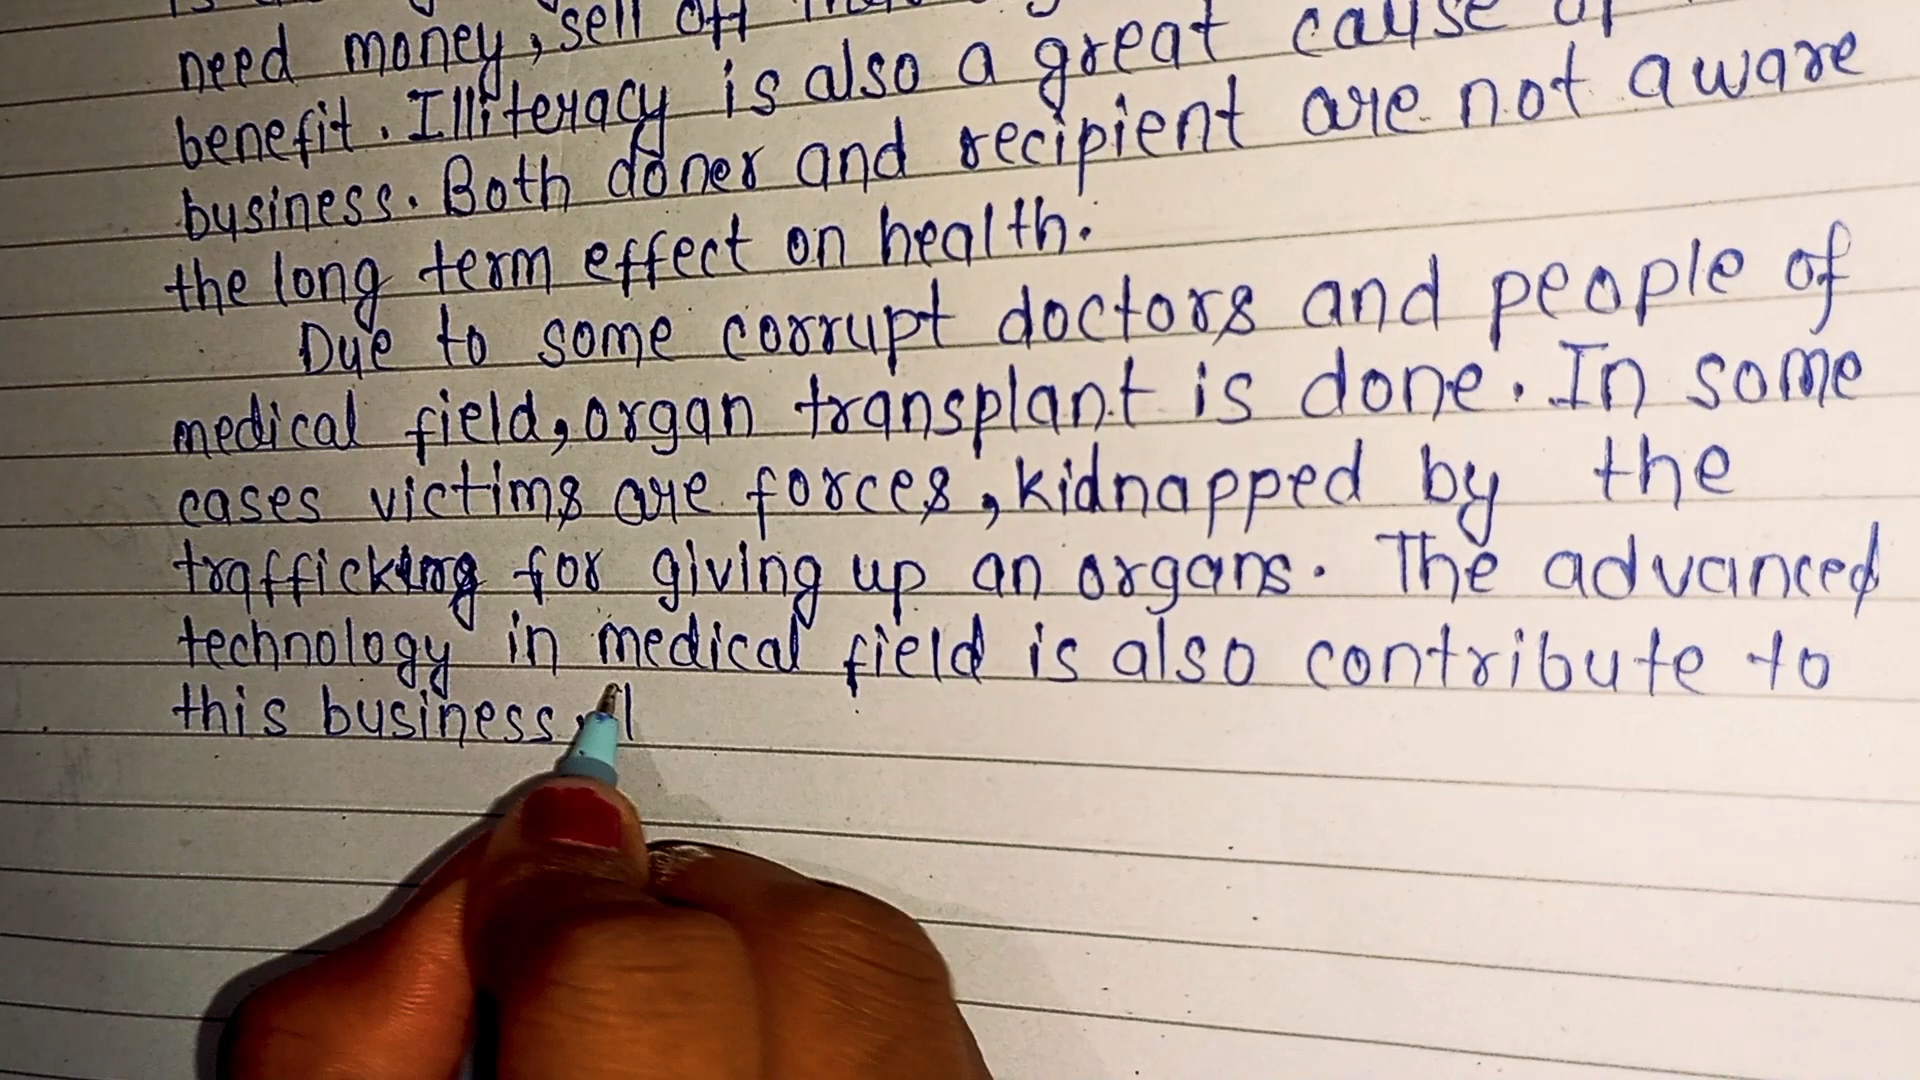 need money, sell off
benefit. Illiteracy is also a great cause of
business. Both doner and recipient are not aware
the long term effect on health.
Due to some corrupt doctors and people of
medical field, organ transplant is done. In some
cases victims are forces, kidnapped by the
trafficking for giving up an organs. The advanced
technology in medical field is also contribute to
this business.